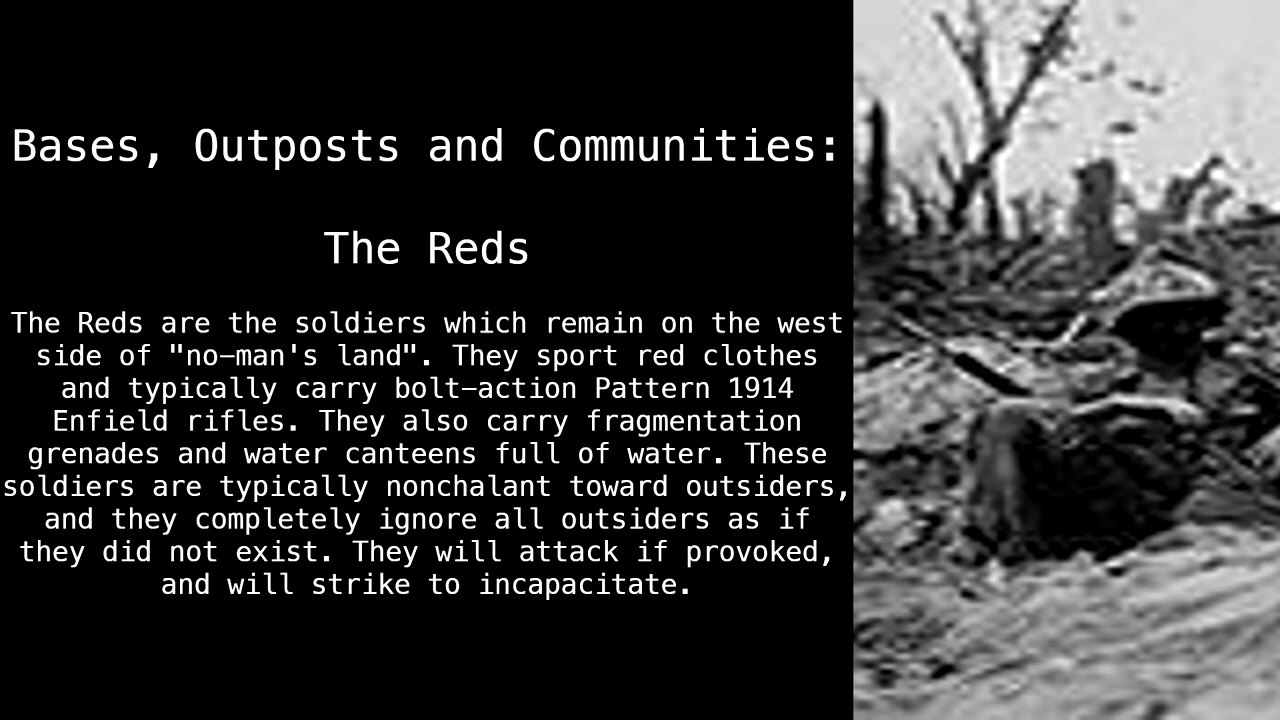 Bases, Outposts and Communities:
The Reds
The Reds are the soldiers which remain on the west
side of "no-man's land". They sport red clothes
and typically carry bolt-action Pattern 1914
Enfield rifles. They also carry fragmentation
grenades and water canteens full of water. These
soldiers are typically nonchalant toward outsiders,
and they completely ignore all outsiders as if
they did not exist. They will attack if provoked,
and will strike to incapacitate.